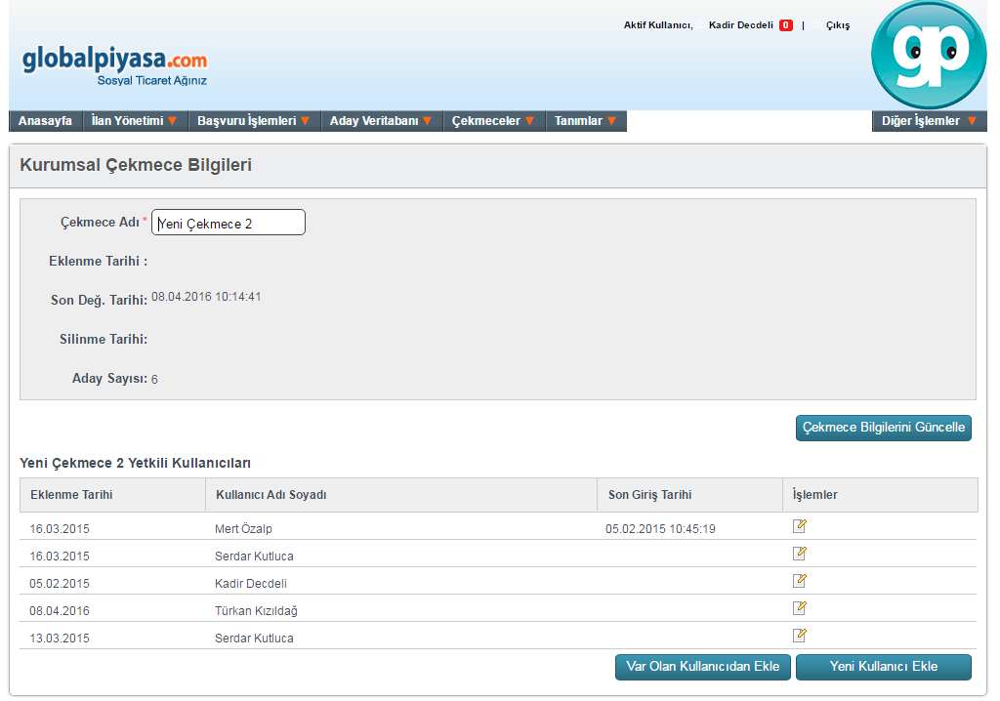 Aktif Kullanıcı, Kadir Decdeli 0 | Çıkış
gp
globalpiyasa.com
Sosyal Ticaret Ağınız
Anasayfa İlan Yönetimi ▼ Başvuru İşlemleri ▼ Aday Veritabanı ▼ Çekmeceler ▼ Tanımlar ▼ Diğer İşlemler ▼
Kurumsal Çekmece Bilgileri
Çekmece Adı * Yeni Çekmece 2
Eklenme Tarihi :
Son Değ. Tarihi: 08.04.2016 10:14:41
Silinme Tarihi:
Aday Sayısı: 6
Çekmece Bilgilerini Güncelle
Yeni Çekmece 2 Yetkili Kullanıcıları
Eklenme Tarihi Kullanıcı Adı Soyadı Son Giriş Tarihi İşlemler
16.03.2015 Mert Özalp 05.02.2015 10:45:19
16.03.2015 Serdar Kutluca
05.02.2015 Kadir Decdeli
08.04.2016 Türkan Kızıldağ
13.03.2015 Serdar Kutluca
Var Olan Kullanıcıdan Ekle Yeni Kullanıcı Ekle